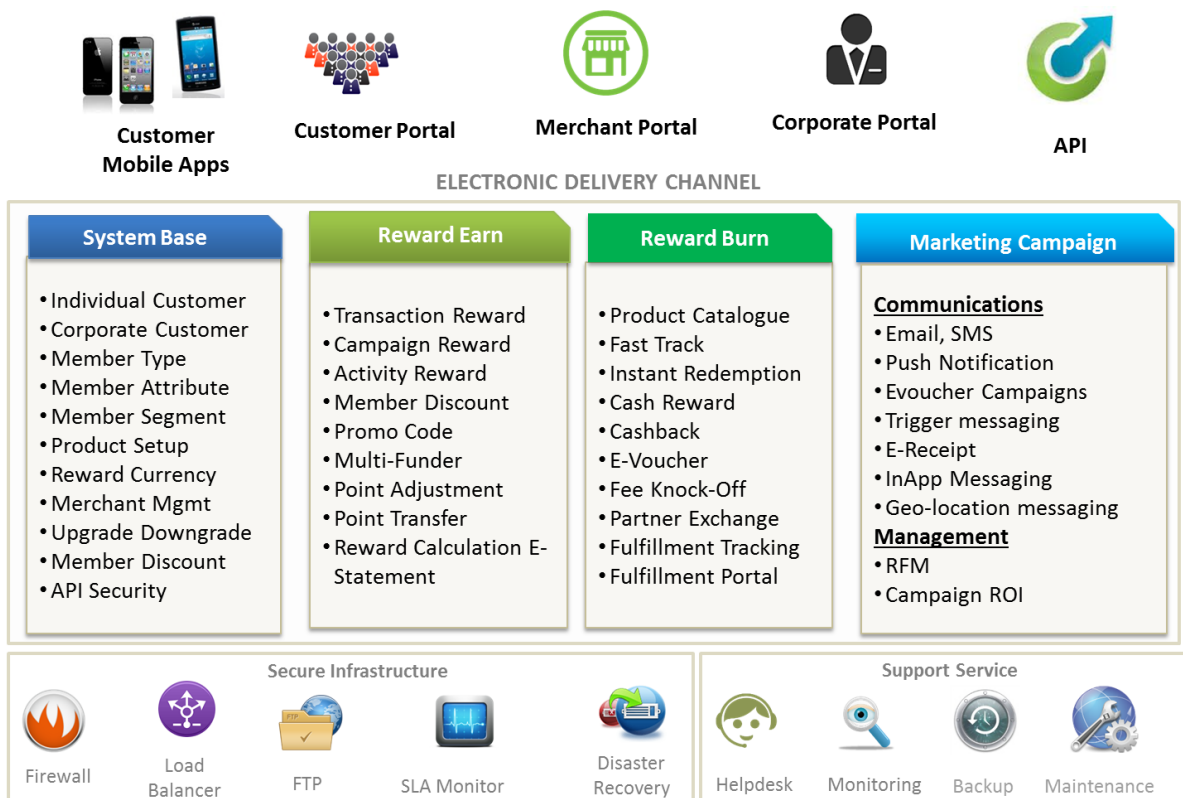 Customer
Mobile Apps
Customer Portal
Merchant Portal
Corporate Portal
API
ELECTRONIC DELIVERY CHANNEL
System Base
• Individual Customer
• Corporate Customer
• Member Type
• Member Attribute
• Member Segment
• Product Setup
• Reward Currency
• Merchant Mgmt
• Upgrade Downgrade
• Member Discount
• API Security
Reward Earn
• Transaction Reward
• Campaign Reward
• Activity Reward
• Member Discount
• Promo Code
• Multi-Funder
• Point Adjustment
• Point Transfer
• Reward Calculation E-
Statement
Reward Burn
• Product Catalogue
• Fast Track
• Instant Redemption
• Cash Reward
• Cashback
• E-Voucher
• Fee Knock-Off
• Partner Exchange
• Fulfillment Tracking
• Fulfillment Portal
Marketing Campaign
Communications
• Email, SMS
• Push Notification
• Evoucher Campaigns
• Trigger messaging
• E-Receipt
• InApp Messaging
• Geo-location messaging
Management
• RFM
• Campaign ROI
Secure Infrastructure
Firewall
Load
Balancer
FTP
FTP
SLA Monitor
Disaster
Recovery
Support Service
Helpdesk
Monitoring
Backup
Maintenance